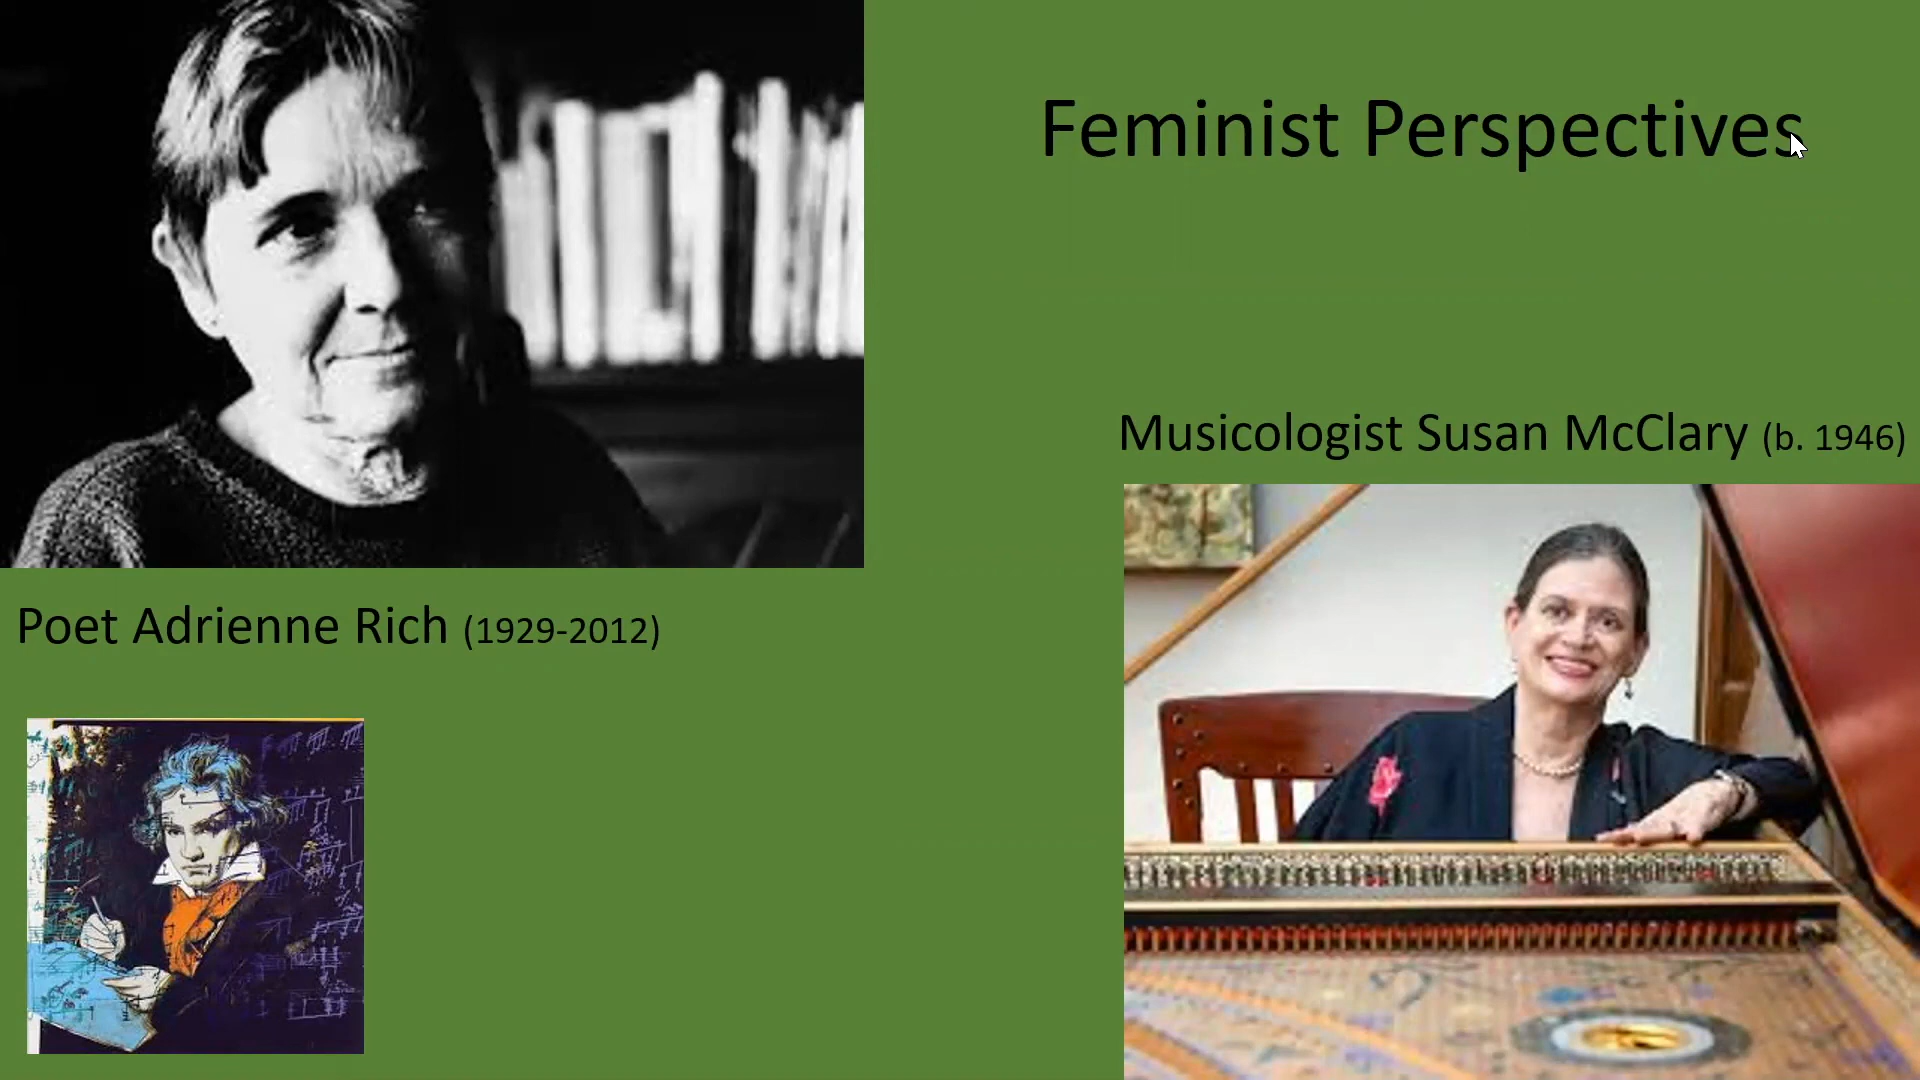 Feminist Perspectives
Musicologist Susan McClary (b. 1946)
Poet Adrienne Rich (1929-2012)